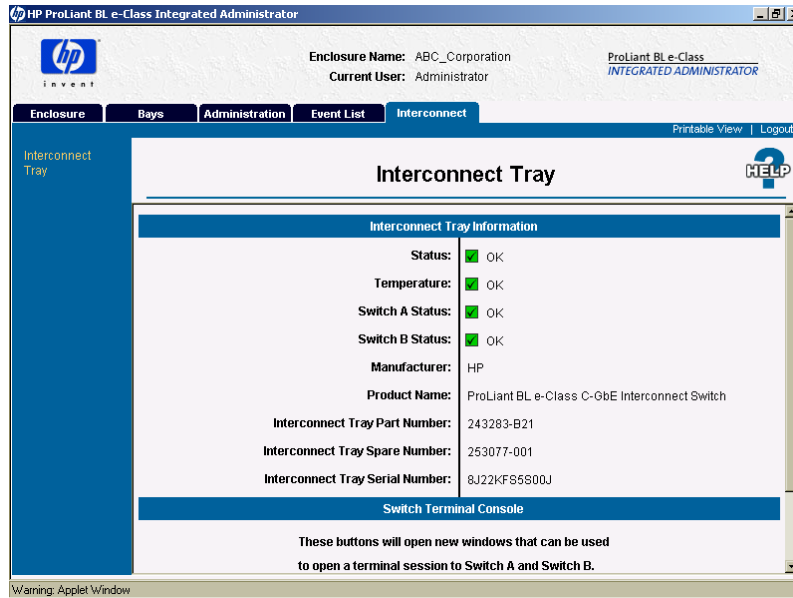 HP ProLiant BL e-Class Integrated Administrator
hp
invent
Enclosure Name: ABC_Corporation
Current User: Administrator
ProLiant BL e-Class
INTEGRATED ADMINISTRATOR
Enclosure Bays Administration Event List Interconnect
Printable View | Logout
Interconnect
Tray
Interconnect Tray
HELP
Interconnect Tray Information
Status: OK
Temperature: OK
Switch A Status: OK
Switch B Status: OK
Manufacturer: HP
Product Name: ProLiant BL e-Class C-GbE Interconnect Switch
Interconnect Tray Part Number: 243283-B21
Interconnect Tray Spare Number: 253077-001
Interconnect Tray Serial Number: 8J22KFS5S00J
Switch Terminal Console
These buttons will open new windows that can be used
to open a terminal session to Switch A and Switch B.
Warning: Applet Window